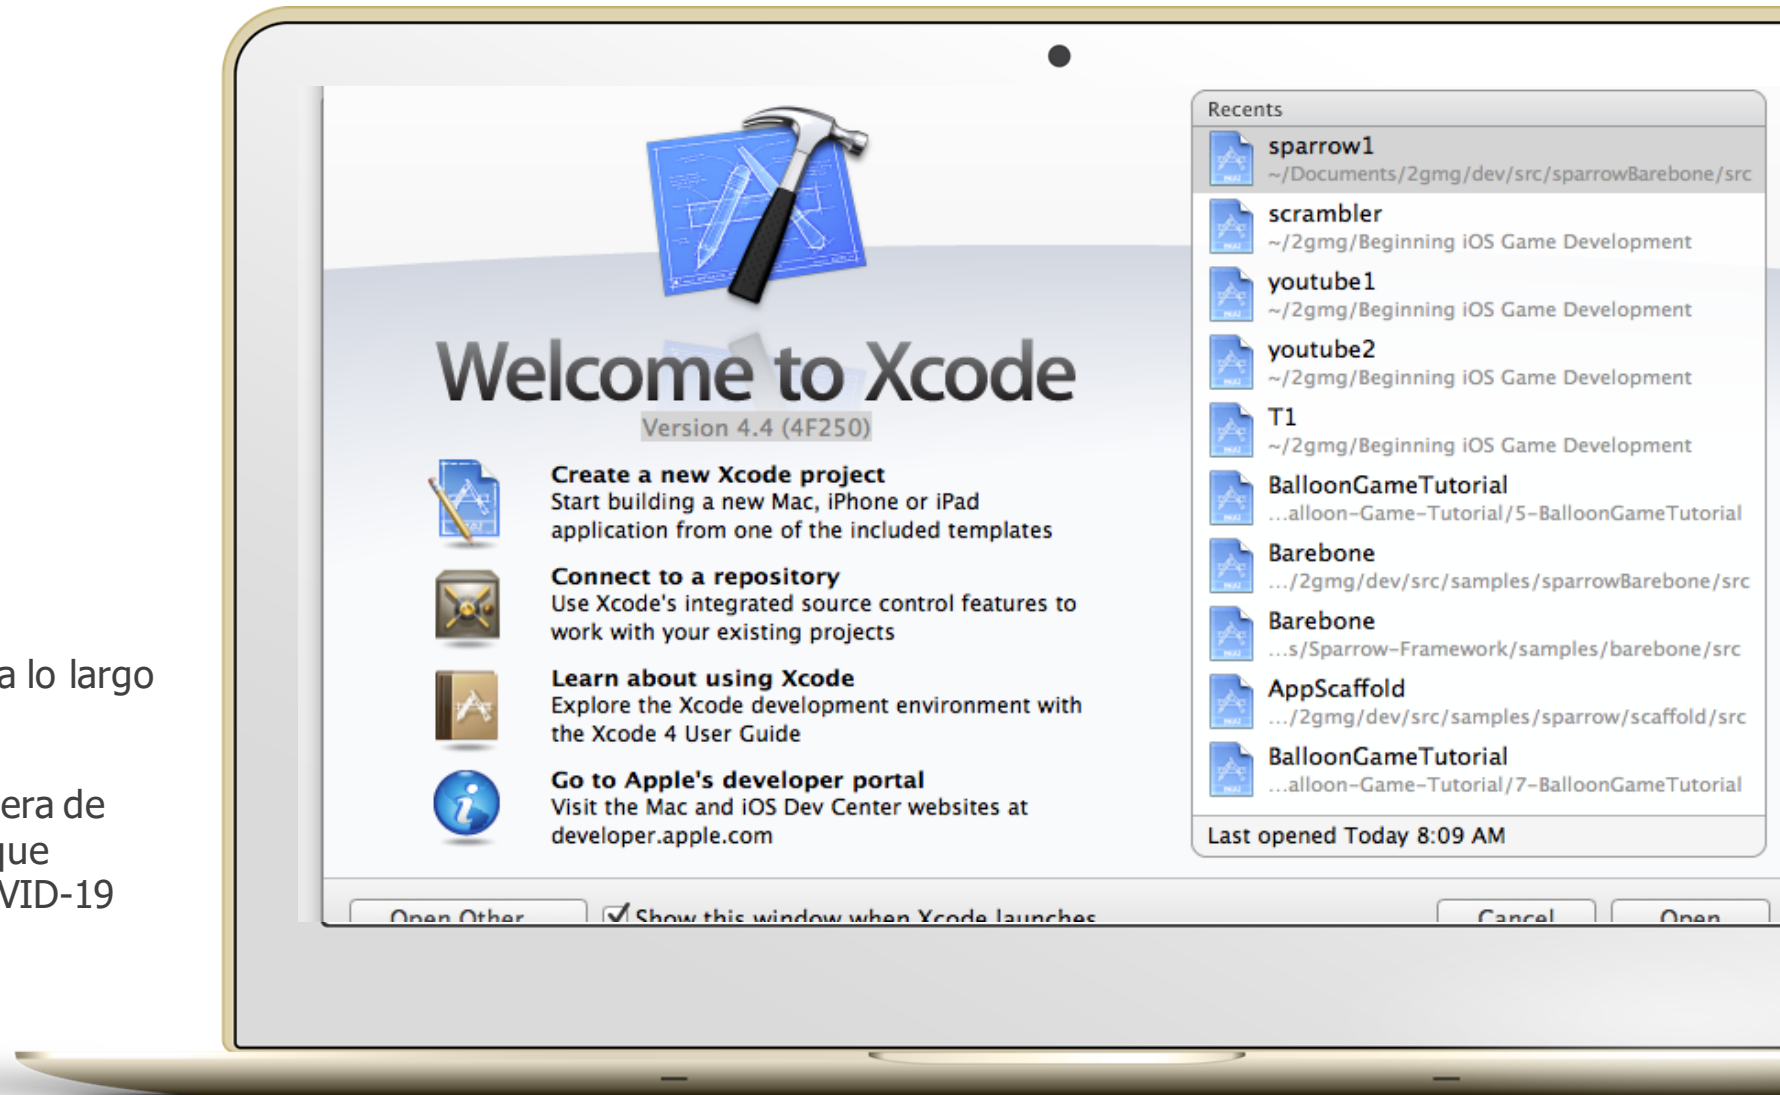 a lo largo
era de
que
VID-19
Welcome to Xcode
Version 4.4 (4F250)
Create a new Xcode project
Start building a new Mac, iPhone or iPad
application from one of the included templates
Connect to a repository
Use Xcode's integrated source control features to
work with your existing projects
Learn about using Xcode
Explore the Xcode development environment with
the Xcode 4 User Guide
Go to Apple's developer portal
Visit the Mac and iOS Dev Center websites at
developer.apple.com
Recents
sparrow1
~/Documents/2gmg/dev/src/sparrowBarebone/src
scrambler
~/2gmg/Beginning iOS Game Development
youtube1
~/2gmg/Beginning iOS Game Development
youtube2
~/2gmg/Beginning iOS Game Development
T1
~/2gmg/Beginning iOS Game Development
BalloonGameTutorial
...alloon-Game-Tutorial/5-BalloonGameTutorial
Barebone
.../2gmg/dev/src/samples/sparrowBarebone/src
Barebone
...s/Sparrow-Framework/samples/barebone/src
AppScaffold
.../2gmg/dev/src/samples/sparrow/scaffold/src
BalloonGameTutorial
...alloon-Game-Tutorial/7-BalloonGameTutorial
Last opened Today 8:09 AM
Open Other
Show this window when Xcode launches
Cancel
Open